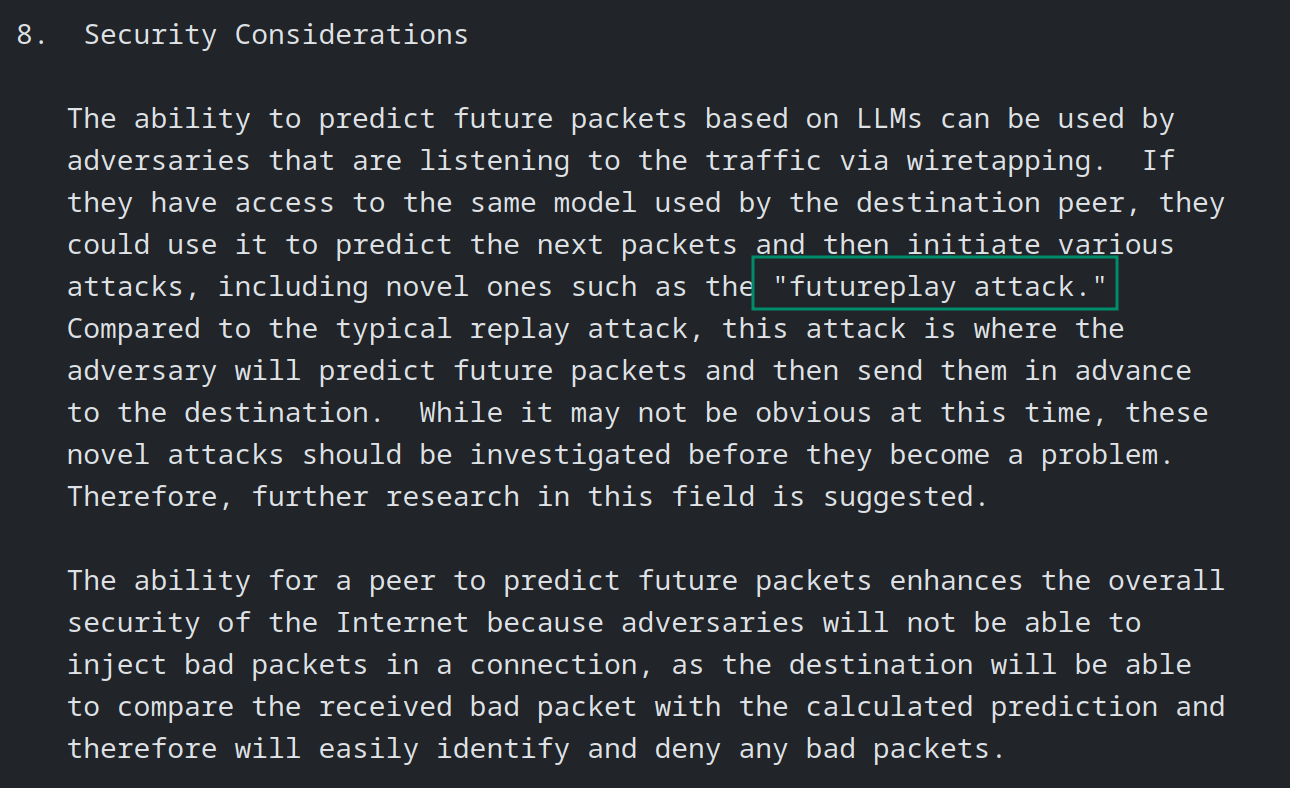 8.  Security Considerations
The ability to predict future packets based on LLMs can be used by
adversaries that are listening to the traffic via wiretapping.  If
they have access to the same model used by the destination peer, they
could use it to predict the next packets and then initiate various
attacks, including novel ones such as the "futureplay attack."
Compared to the typical replay attack, this attack is where the
adversary will predict future packets and then send them in advance
to the destination.  While it may not be obvious at this time, these
novel attacks should be investigated before they become a problem.
Therefore, further research in this field is suggested.
The ability for a peer to predict future packets enhances the overall
security of the Internet because adversaries will not be able to
inject bad packets in a connection, as the destination will be able
to compare the received bad packet with the calculated prediction and
therefore will easily identify and deny any bad packets.